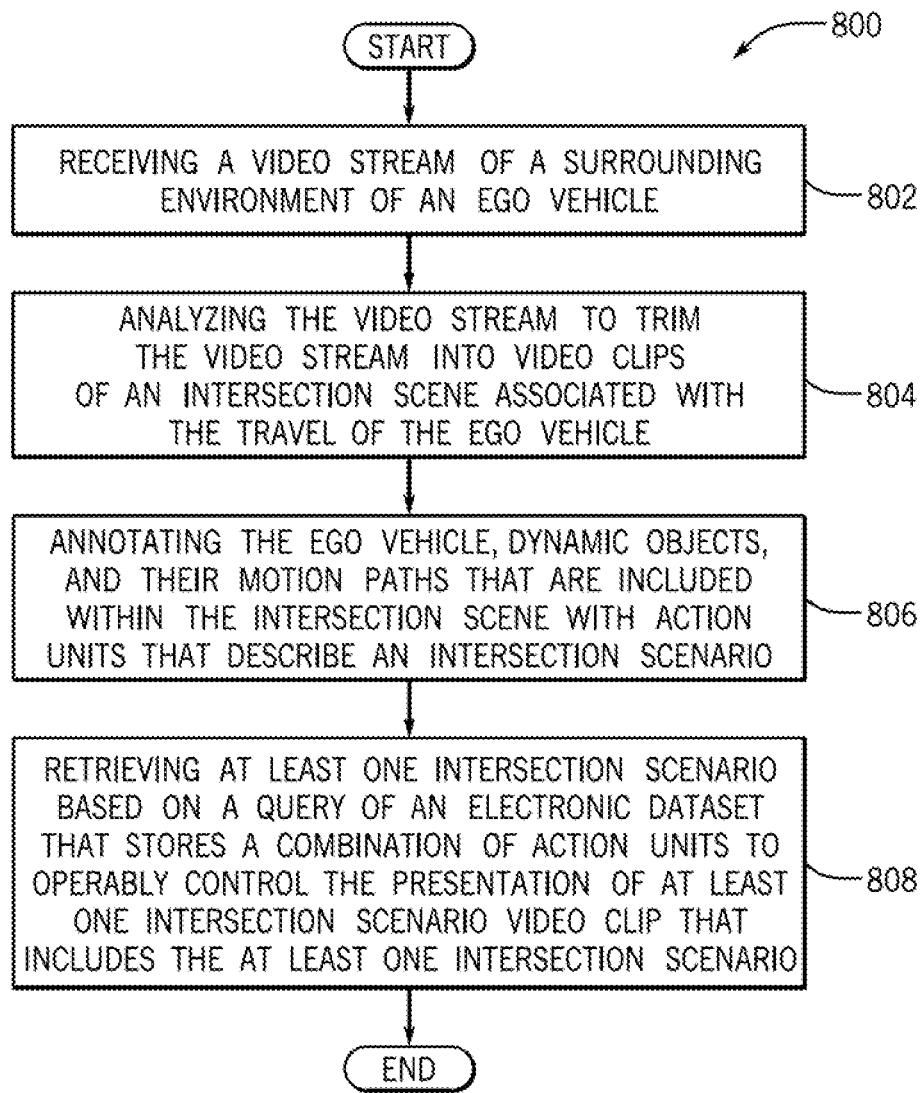 800
START
RECEIVING A VIDEO STREAM OF A SURROUNDING
ENVIRONMENT OF AN EGO VEHICLE
802
ANALYZING THE VIDEO STREAM TO TRIM
THE VIDEO STREAM INTO VIDEO CLIPS
OF AN INTERSECTION SCENE ASSOCIATED WITH
THE TRAVEL OF THE EGO VEHICLE
804
ANNOTATING THE EGO VEHICLE, DYNAMIC OBJECTS,
AND THEIR MOTION PATHS THAT ARE INCLUDED
WITHIN THE INTERSECTION SCENE WITH ACTION
UNITS THAT DESCRIBE AN INTERSECTION SCENARIO
806
RETRIEVING AT LEAST ONE INTERSECTION SCENARIO
BASED ON A QUERY OF AN ELECTRONIC DATASET
THAT STORES A COMBINATION OF ACTION UNITS TO
OPERABLY CONTROL THE PRESENTATION OF AT LEAST
ONE INTERSECTION SCENARIO VIDEO CLIP THAT
INCLUDES THE AT LEAST ONE INTERSECTION SCENARIO
808
END